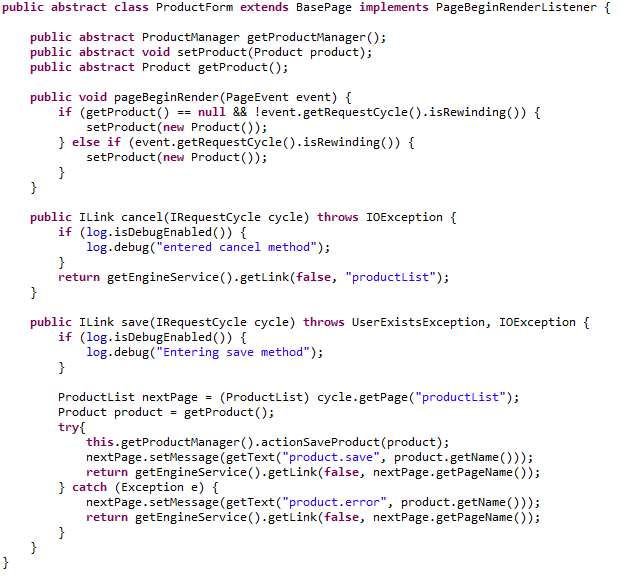 public abstract class ProductForm extends BasePage implements PageBeginRenderListener {
    public abstract ProductManager getProductManager();
    public abstract void setProduct(Product product);
    public abstract Product getProduct();
    public void pageBeginRender(PageEvent event) {
        if (getProduct() == null && !event.getRequestCycle().isRewinding()) {
            setProduct(new Product());
        } else if (event.getRequestCycle().isRewinding()) {
            setProduct(new Product());
        }
    }
    public ILink cancel(IRequestCycle cycle) throws IOException {
        if (log.isDebugEnabled()) {
            log.debug("entered cancel method");
        }
        return getEngineService().getLink(false, "productList");
    }
    public ILink save(IRequestCycle cycle) throws UserExistsException, IOException {
        if (log.isDebugEnabled()) {
            log.debug("Entering save method");
        }
        ProductList nextPage = (ProductList) cycle.getPage("productList");
        Product product = getProduct();
        try{
            this.getProductManager().actionSaveProduct(product);
            nextPage.setMessage(getText("product.save", product.getName()));
            return getEngineService().getLink(false, nextPage.getPageName());
        } catch (Exception e) {
            nextPage.setMessage(getText("product.error", product.getName()));
            return getEngineService().getLink(false, nextPage.getPageName());
        }
    }
}